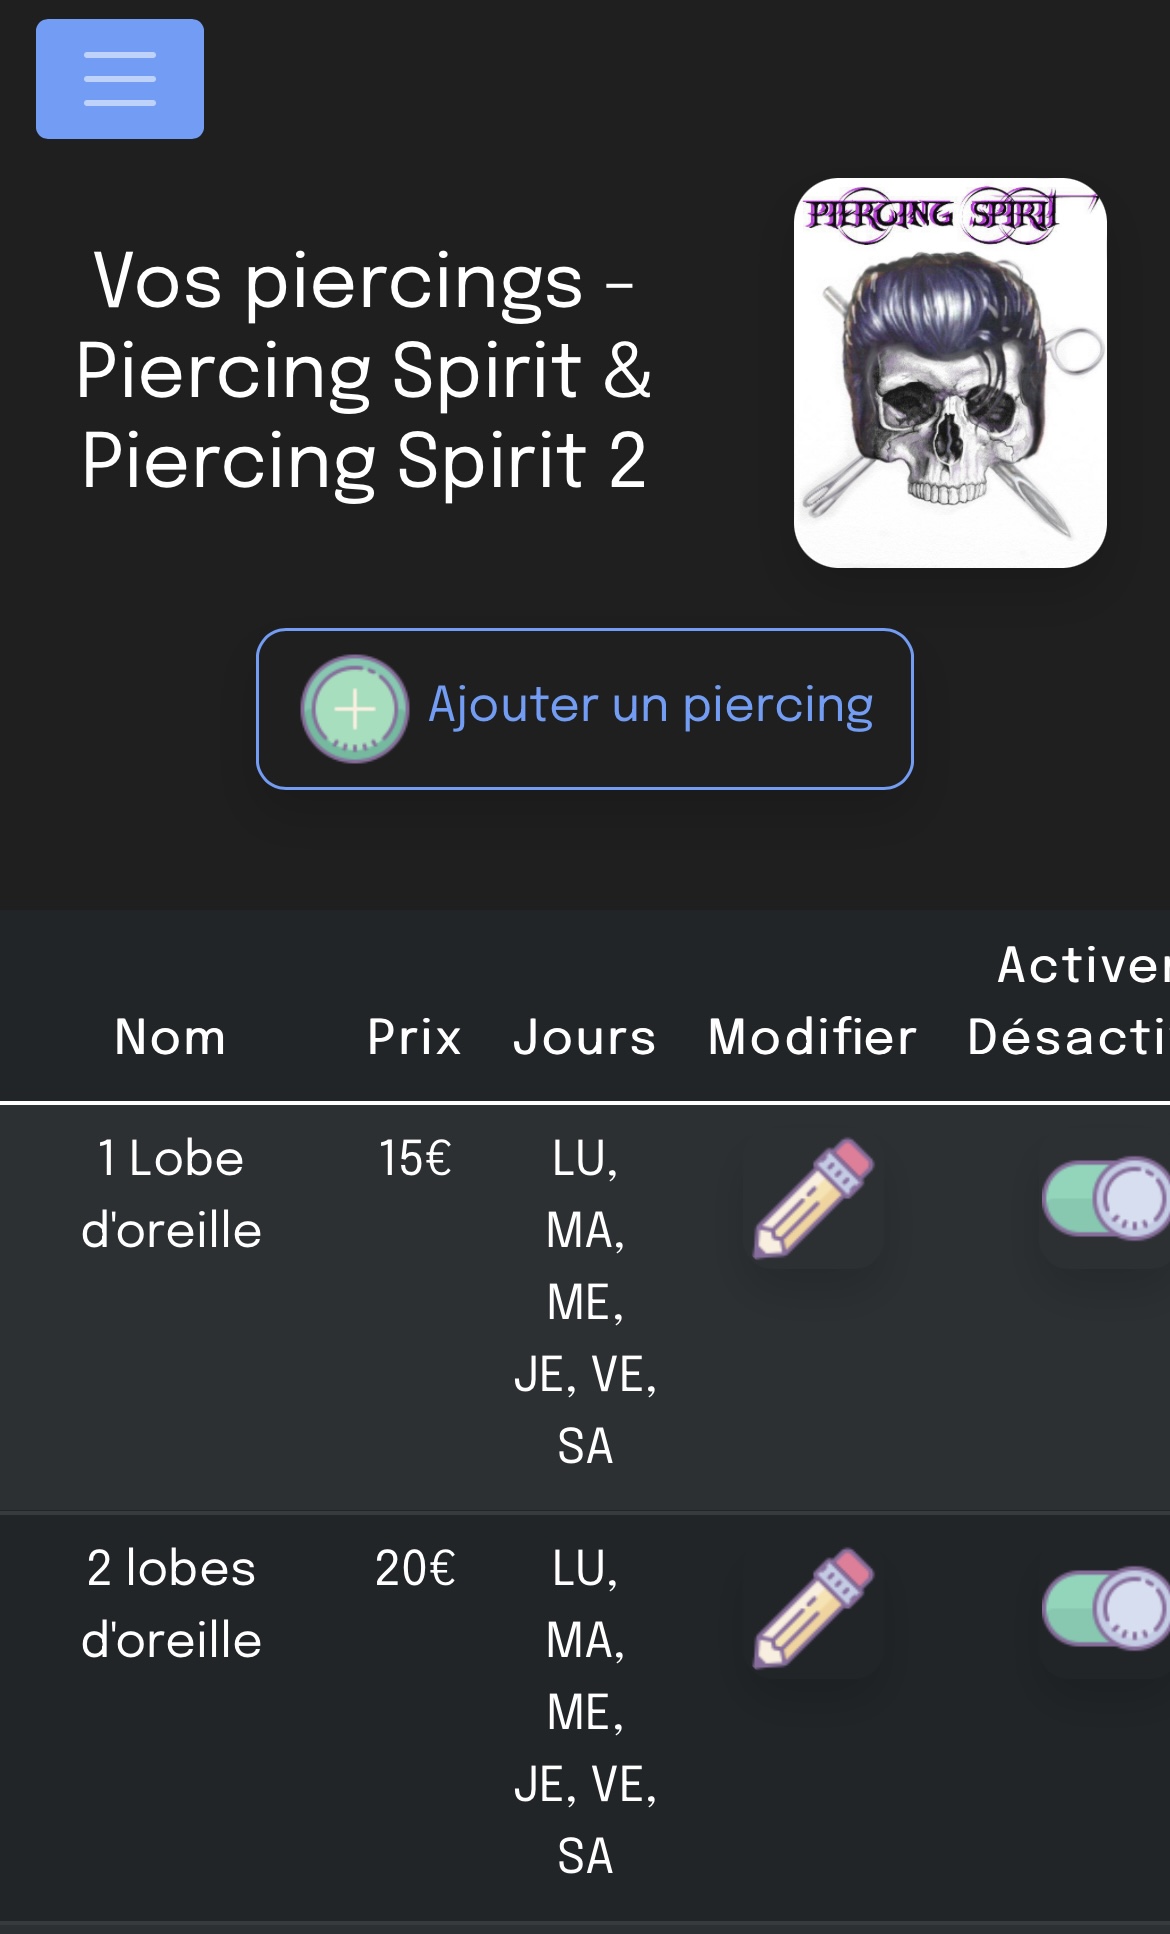 PIERCING SPIRIT
Vos piercings -
Piercing Spirit &
Piercing Spirit 2
Ajouter un piercing
Activer
Nom Prix Jours Modifier Désacti
1 Lobe 15€ LU,
d'oreille MA,
ME,
JE, VE,
SA
2 lobes 20€ LU,
d'oreille MA,
ME,
JE, VE,
SA